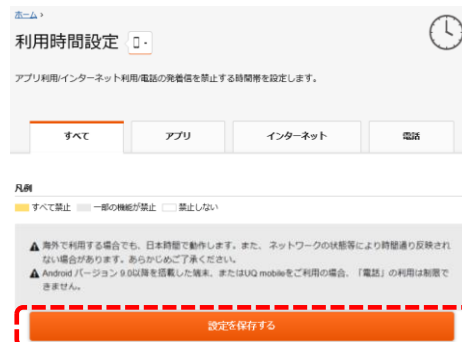 ホーム ›
利用時間設定
アプリ利用/インターネット利用/電話の発着信を禁止する時間帯を設定します。
すべて アプリ インターネット 電話
凡例
すべて禁止 一部の機能が禁止 禁止しない
海外で利用する場合でも、日本時間で動作します。また、ネットワークの状態等により時間通り反映され
ない場合があります。あらかじめご了承ください。
Android バージョン 9.0以降を搭載した端末、またはUQ mobileをご利用の場合、「電話」の利用は制限で
きません。
設定を保存する